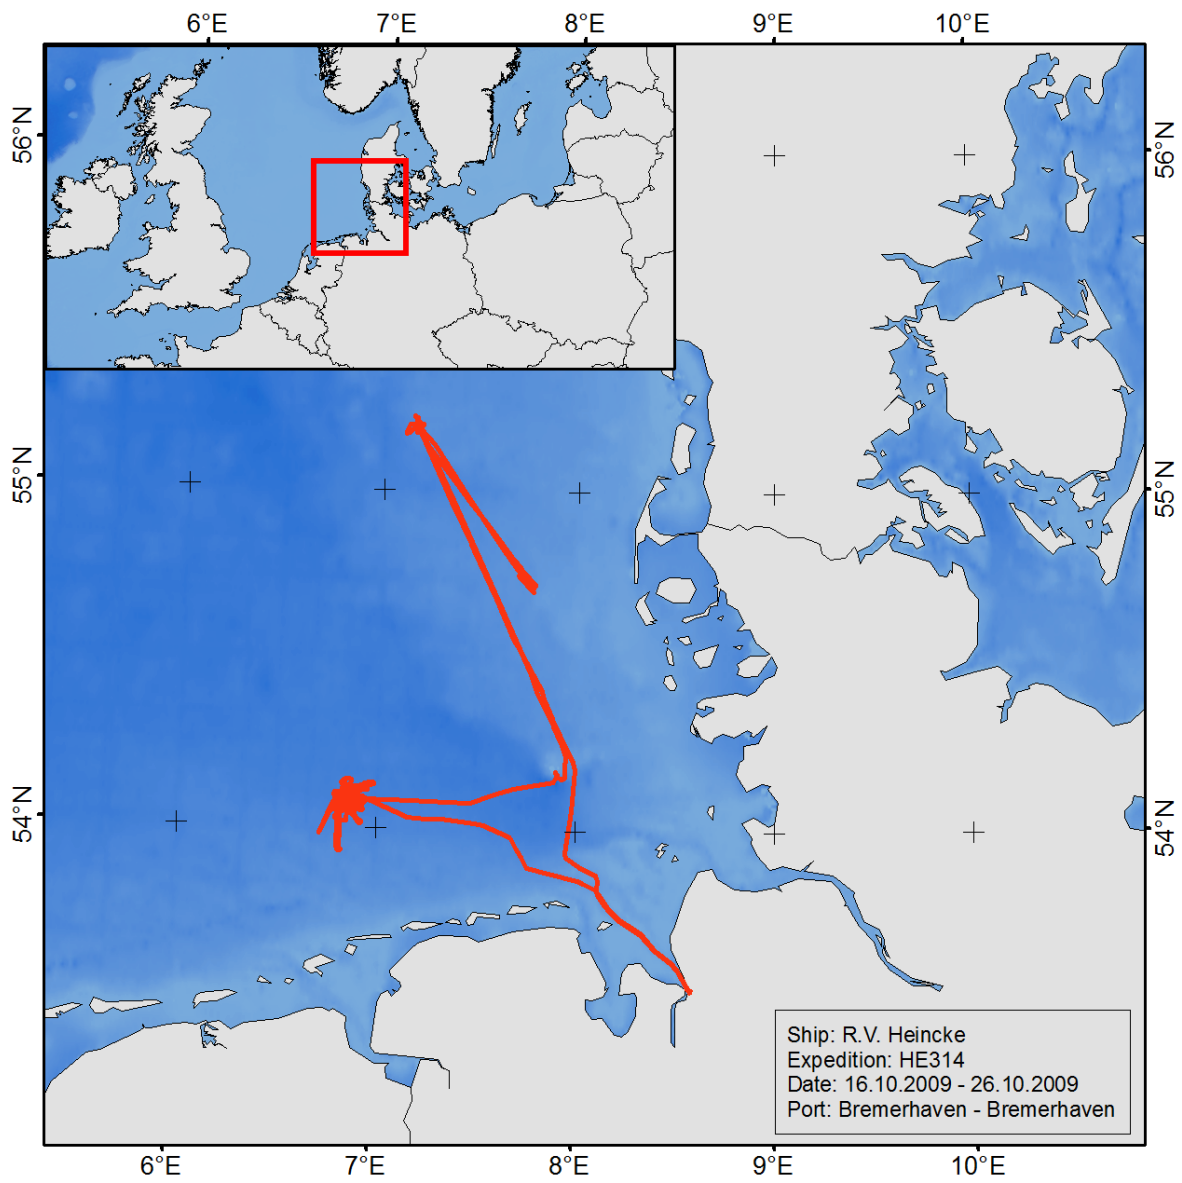 6°E 7°E 8°E 9°E 10°E
56°N 56°N
55°N 55°N
54°N 54°N
Ship: R.V. Heincke
Expedition: HE314
Date: 16.10.2009 - 26.10.2009
Port: Bremerhaven - Bremerhaven
6°E 7°E 8°E 9°E 10°E